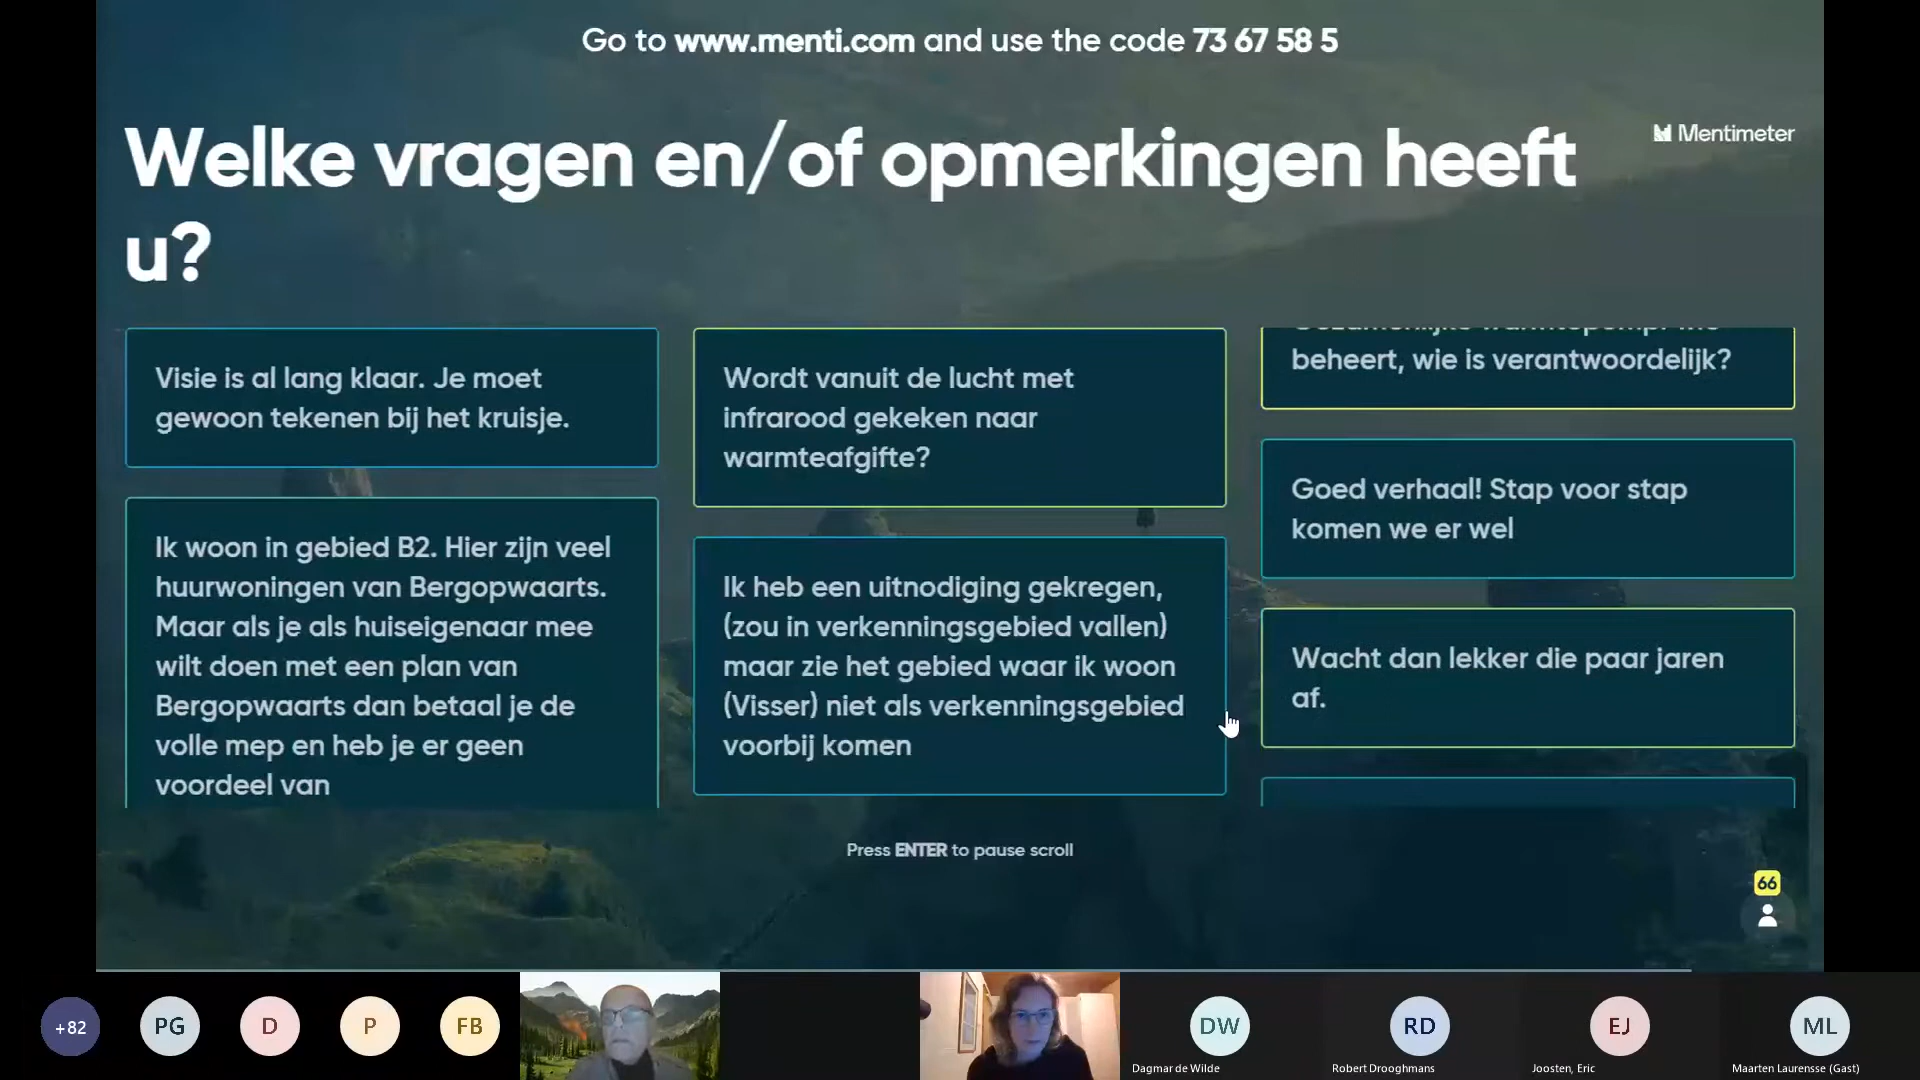 Go to www.menti.com and use the code 73 67 58 5
Mentimeter
Welke vragen en/of opmerkingen heeft
u?
Visie is al lang klaar. Je moet
gewoon tekenen bij het kruisje.
Ik woon in gebied B2. Hier zijn veel
huurwoningen van Bergopwaarts.
Maar als je als huiseigenaar mee
wilt doen met een plan van
Bergopwaarts dan betaal je de
volle mep en heb je er geen
voordeel van
Wordt vanuit de lucht met
infrarood gekeken naar
warmteafgifte?
Ik heb een uitnodiging gekregen,
(zou in verkenningsgebied vallen)
maar zie het gebied waar ik woon
(Visser) niet als verkenningsgebied
voorbij komen
beheert, wie is verantwoordelijk?
Goed verhaal! Stap voor stap
komen we er wel
Wacht dan lekker die paar jaren
af.
Press ENTER to pause scroll
66
+82
PG
D
P
FB
DW
Dagmar de Wilde
RD
Robert Drooghmans
EJ
Joosten, Eric
ML
Maarten Laurensse (Gast)